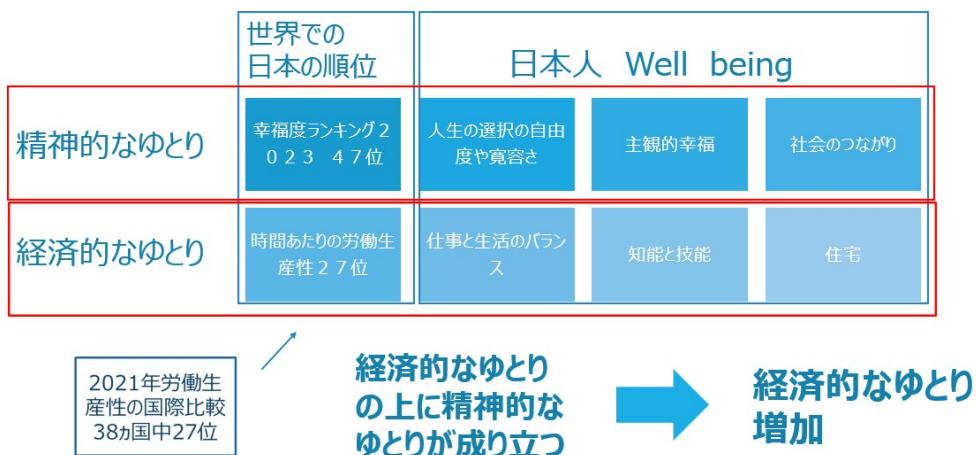 世界での
日本の順位
日本人 Well being
精神的なゆとり
幸福度ランキング２
０２３ ４７位
人生の選択の自由
度や寛容さ
主観的幸福
社会のつながり
経済的なゆとり
時間あたりの労働生
産性２７位
仕事と生活のバラン
ス
知能と技能
住宅
2021年労働生
産性の国際比較
38ヵ国中27位
経済的なゆとり
の上に精神的な
ゆとりが成り立つ
経済的なゆとり
増加